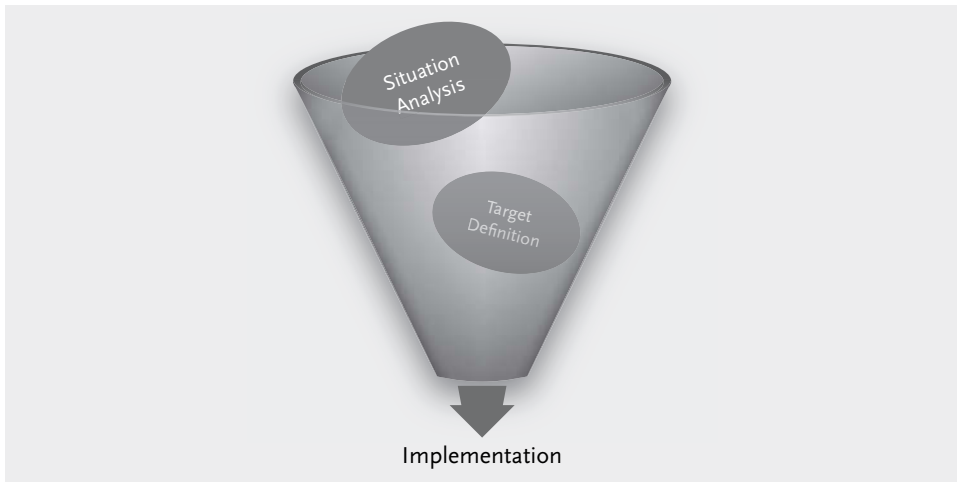 Situation
Analysis
Target
Definition
Implementation